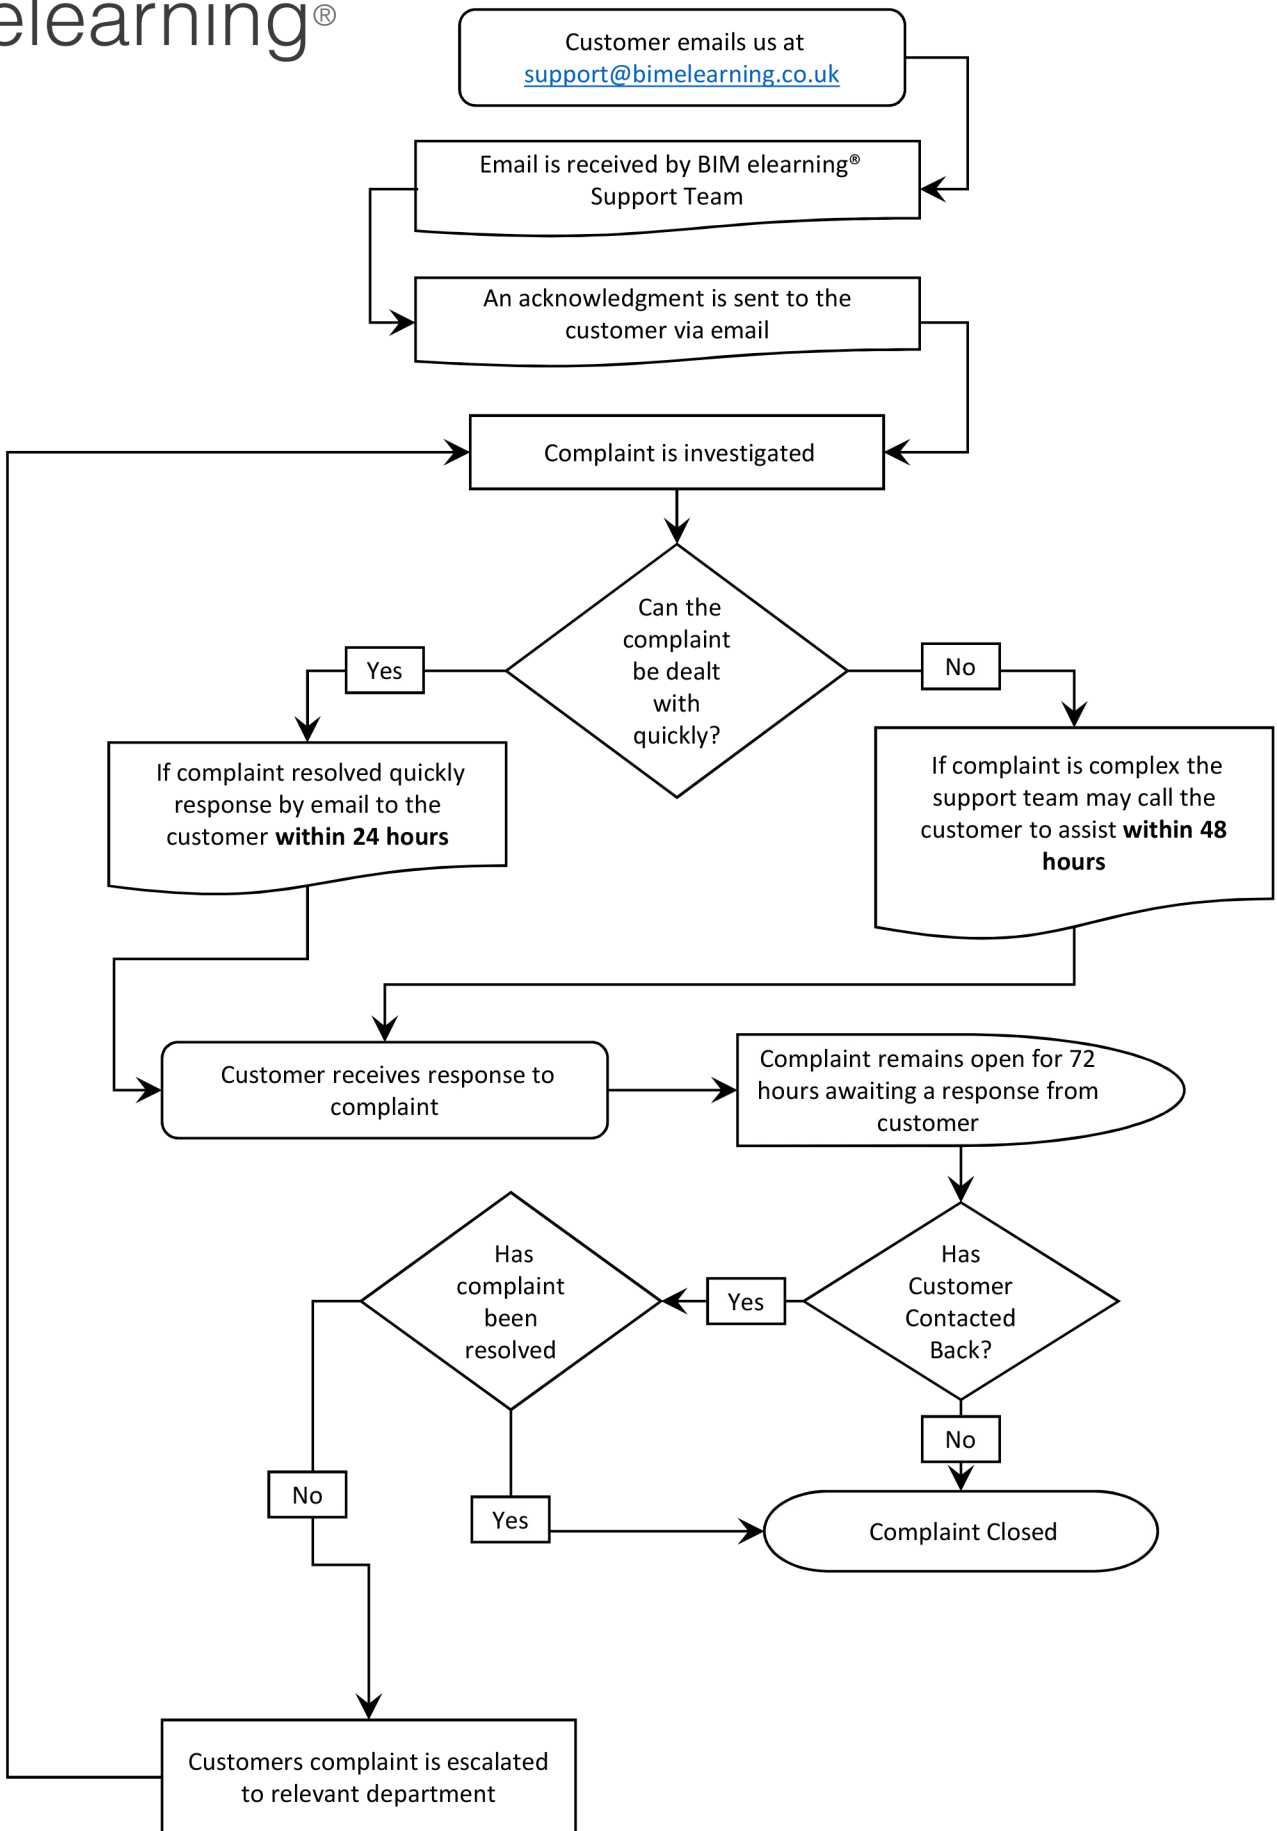 elearning®
Customer emails us at
support@bimelearning.co.uk
Email is received by BIM elearning®
Support Team
An acknowledgment is sent to the
customer via email
Complaint is investigated
Can the
complaint
be dealt
with
quickly?
Yes
No
If complaint resolved quickly
response by email to the
customer within 24 hours
If complaint is complex the
support team may call the
customer to assist within 48
hours
Customer receives response to
complaint
Complaint remains open for 72
hours awaiting a response from
customer
Has
complaint
been
resolved
Yes
Has
Customer
Contacted
Back?
No
No
Yes
Complaint Closed
Customers complaint is escalated
to relevant department